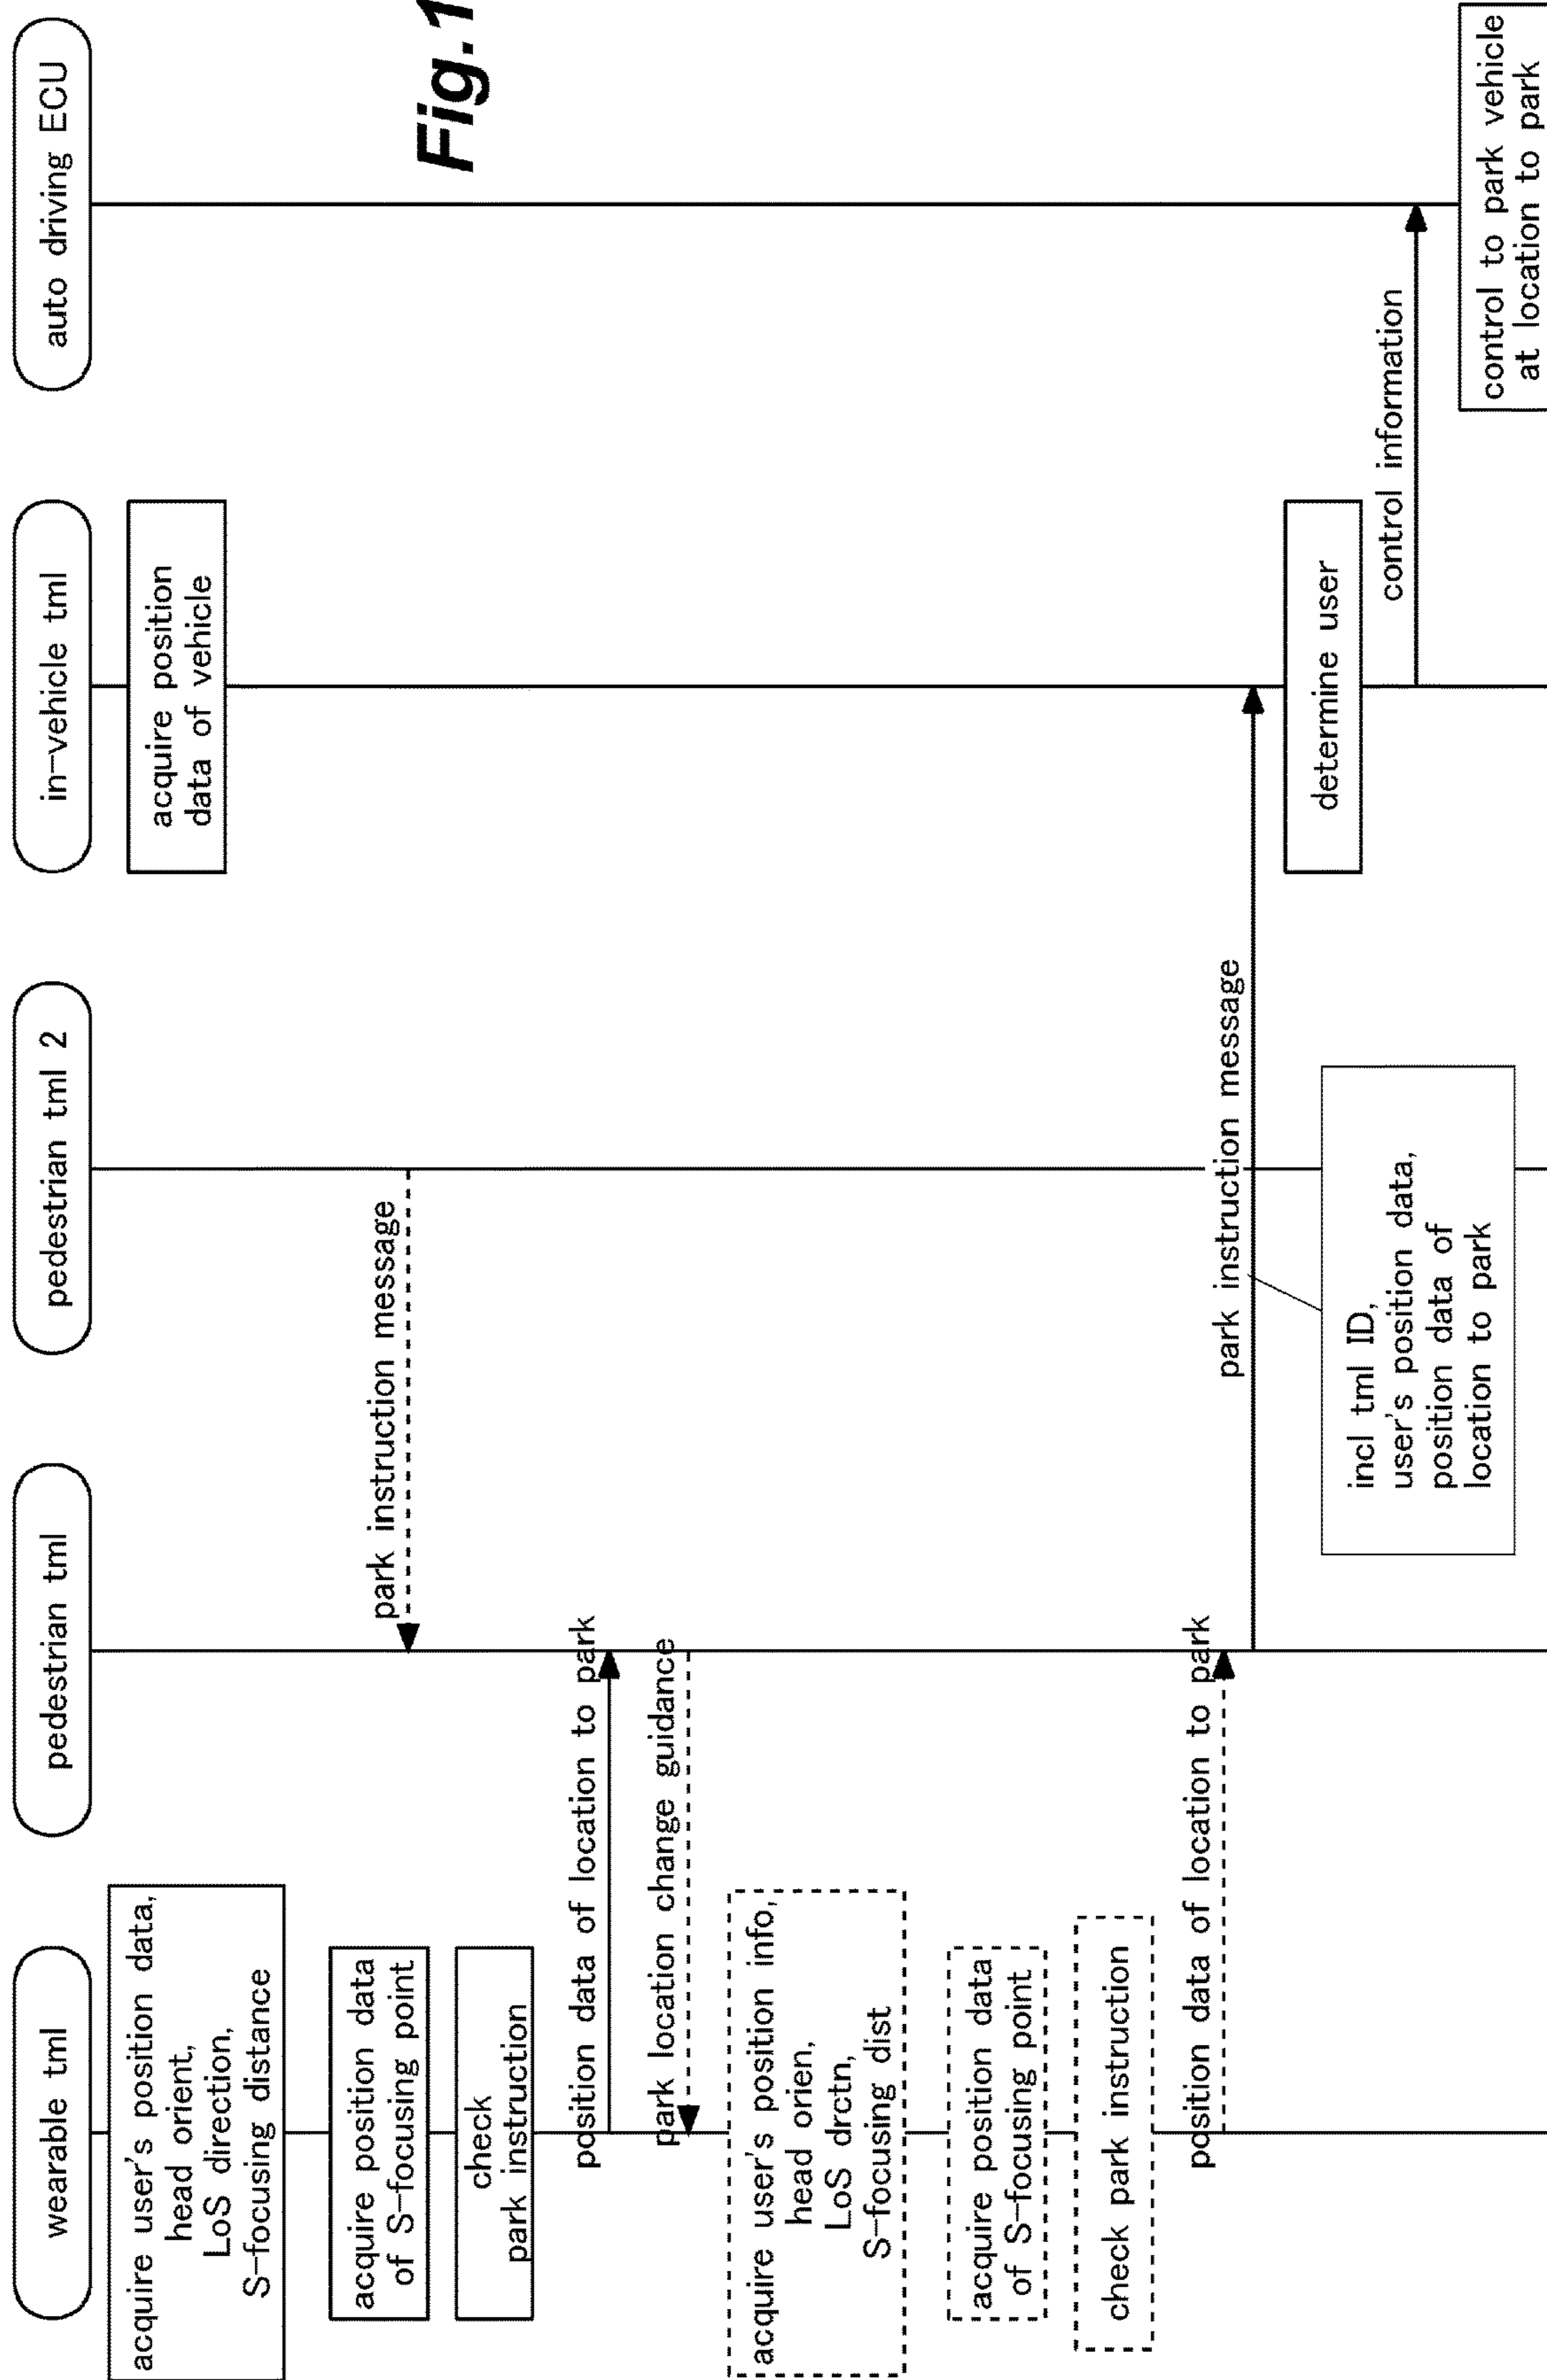 wearable tml
pedestrian tml
pedestrian tml 2
in-vehicle tml
auto driving ECU
acquire user's position data,
head orient,
LoS direction,
S-focusing distance
acquire position
data of vehicle
acquire position data
of S-focusing point
park instruction message
Fig.1
check
park instruction
position data of location to park
park location change guidance
acquire user's position info,
head orien,
LoS drctn,
S-focusing dist
acquire position data
of S-focusing point
check park instruction
position data of location to park
park instruction message
determine user
incl tml ID,
user's position data,
position data of
location to park
control information
control to park vehicle
at location to park